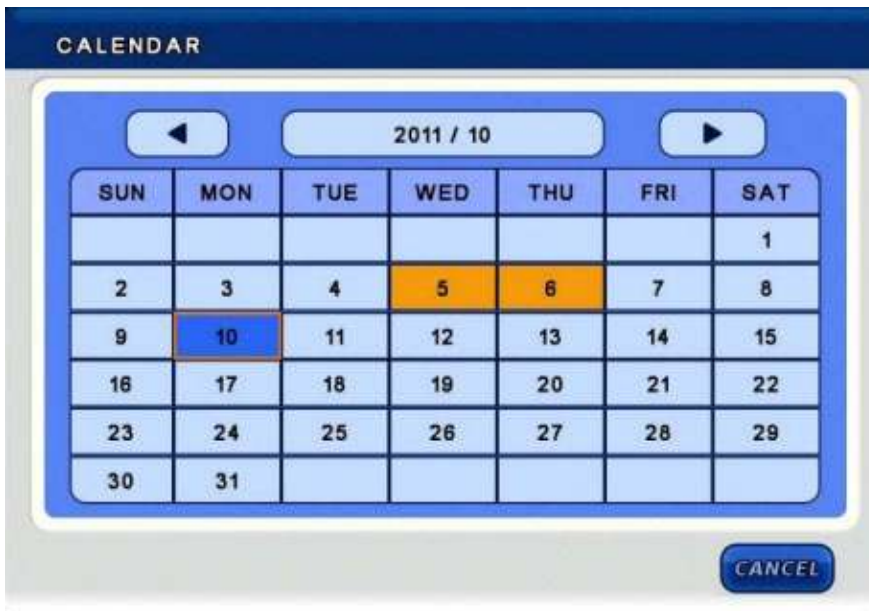 CALENDAR
2011 / 10
SUN MON TUE WED THU FRI SAT
1
2 3 4 5 6 7 8
9 10 11 12 13 14 15
16 17 18 19 20 21 22
23 24 25 26 27 28 29
30 31
CANCEL